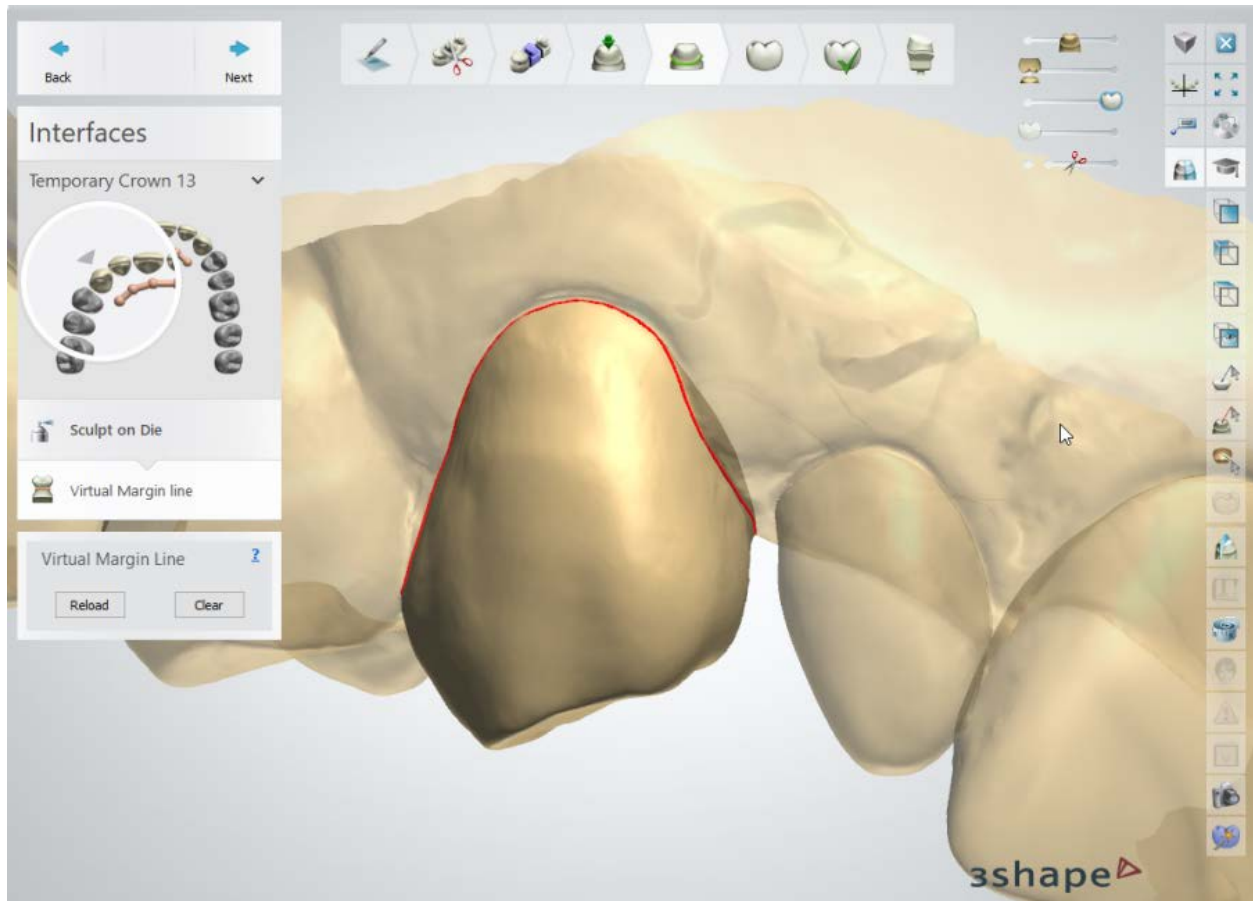 Back
Next
Interfaces
Temporary Crown 13
Sculpt on Die
Virtual Margin line
Virtual Margin Line
?
Reload
Clear
3shape